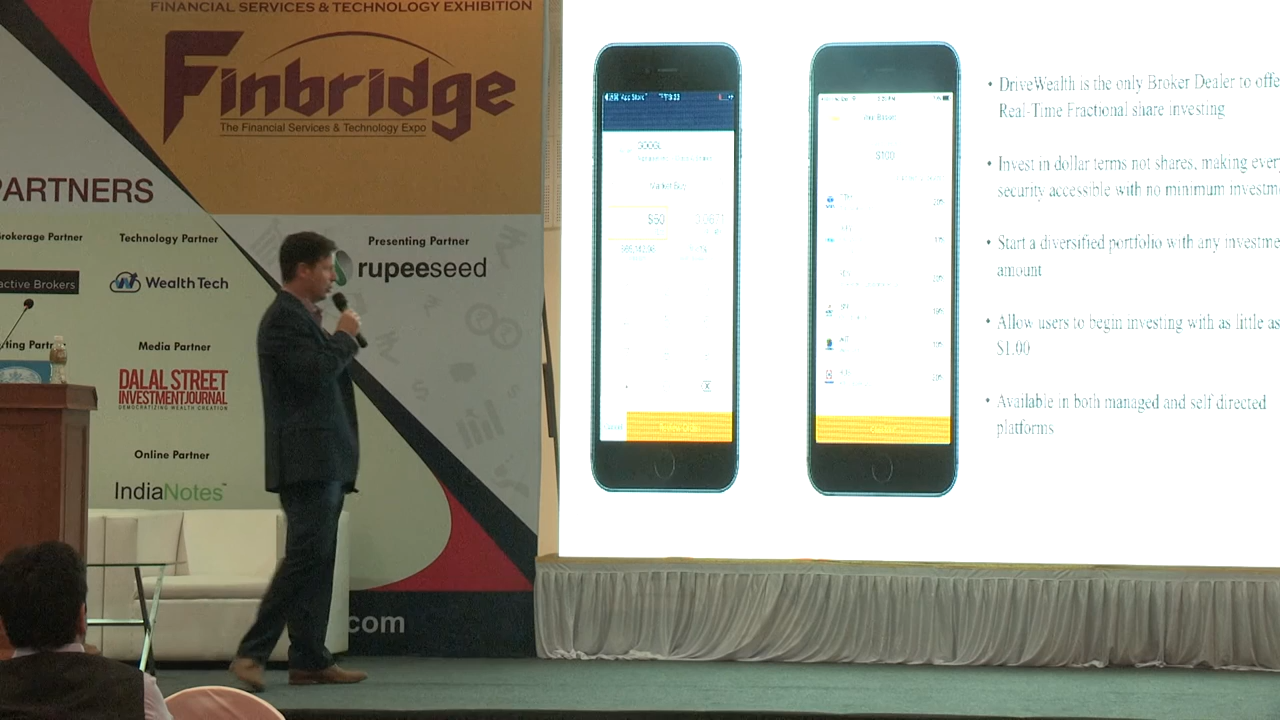 FINANCIAL SERVICES & TECHNOLOGY EXHIBITION
Finbridge
The Financial Services & Technology Expo
PARTNERS
Brokerage Partner
Technology Partner
Presenting Partner
active Brokers
WealthTech
rupeeseed
Media Partner
DALAL STREET
INVESTMENT JOURNAL
DEMOCRATIZING WEALTH CREATION
Online Partner
IndiaNotes
.com
GOOGL
Market Buy
$50
$100
• DriveWealth is the only Broker Dealer to offe
Real-Time Fractional share investing
• Invest in dollar terms not shares, making every
security accessible with no minimum investme
• Start a diversified portfolio with any investme
amount
• Allow users to begin investing with as little as
$1.00
• Available in both managed and self directed
platforms